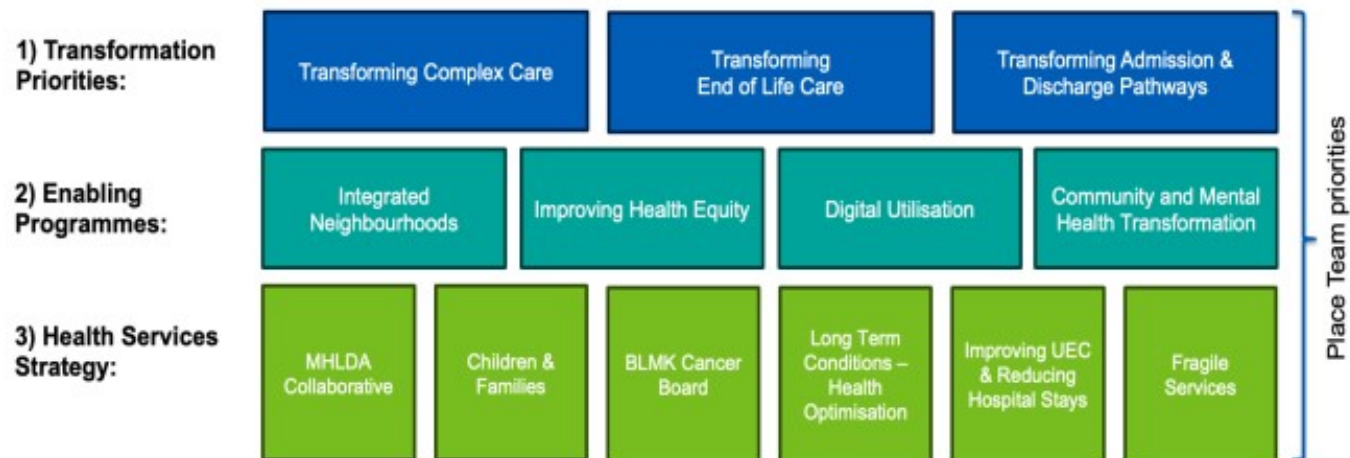 1) Transformation
Priorities:
Transforming Complex Care
Transforming
End of Life Care
Transforming Admission &
Discharge Pathways
2) Enabling
Programmes:
Integrated
Neighbourhoods
Improving Health Equity
Digital Utilisation
Community and Mental
Health Transformation
3) Health Services
Strategy:
MHLDA
Collaborative
Children &
Families
BLMK Cancer
Board
Long Term
Conditions –
Health
Optimisation
Improving UEC
& Reducing
Hospital Stays
Fragile
Services
Place Team priorities